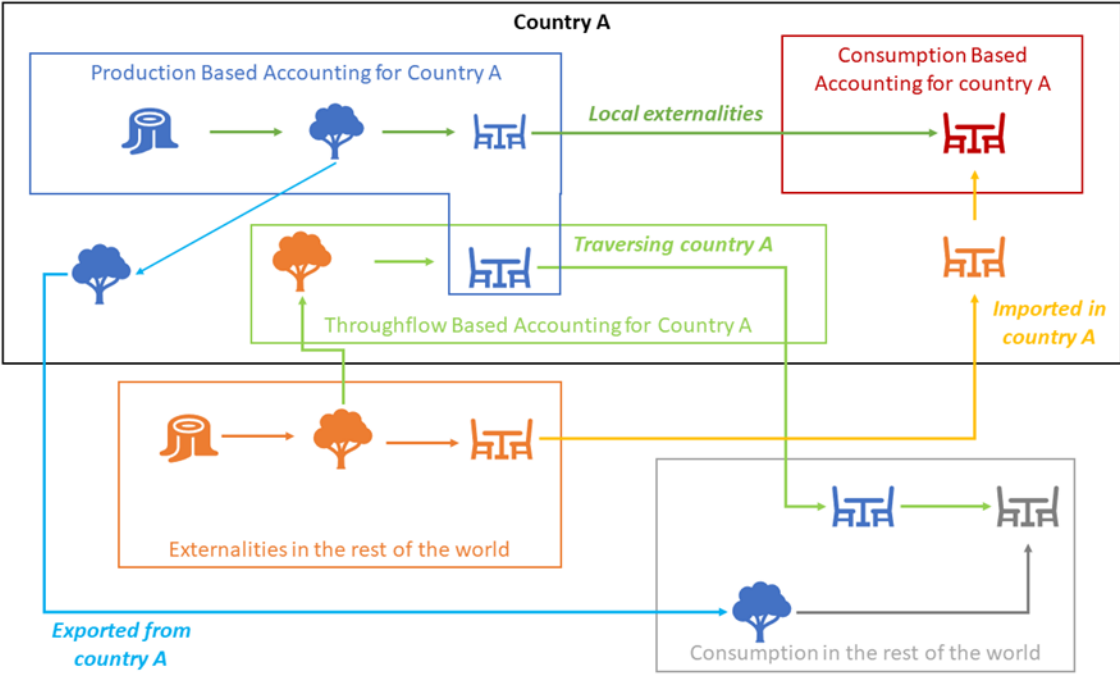 Country A
Production Based Accounting for Country A
Consumption Based
Accounting for country A
Local externalities
Traversing country A
Throughflow Based Accounting for Country A
Imported in
country A
Externalities in the rest of the world
Exported from
country A
Consumption in the rest of the world